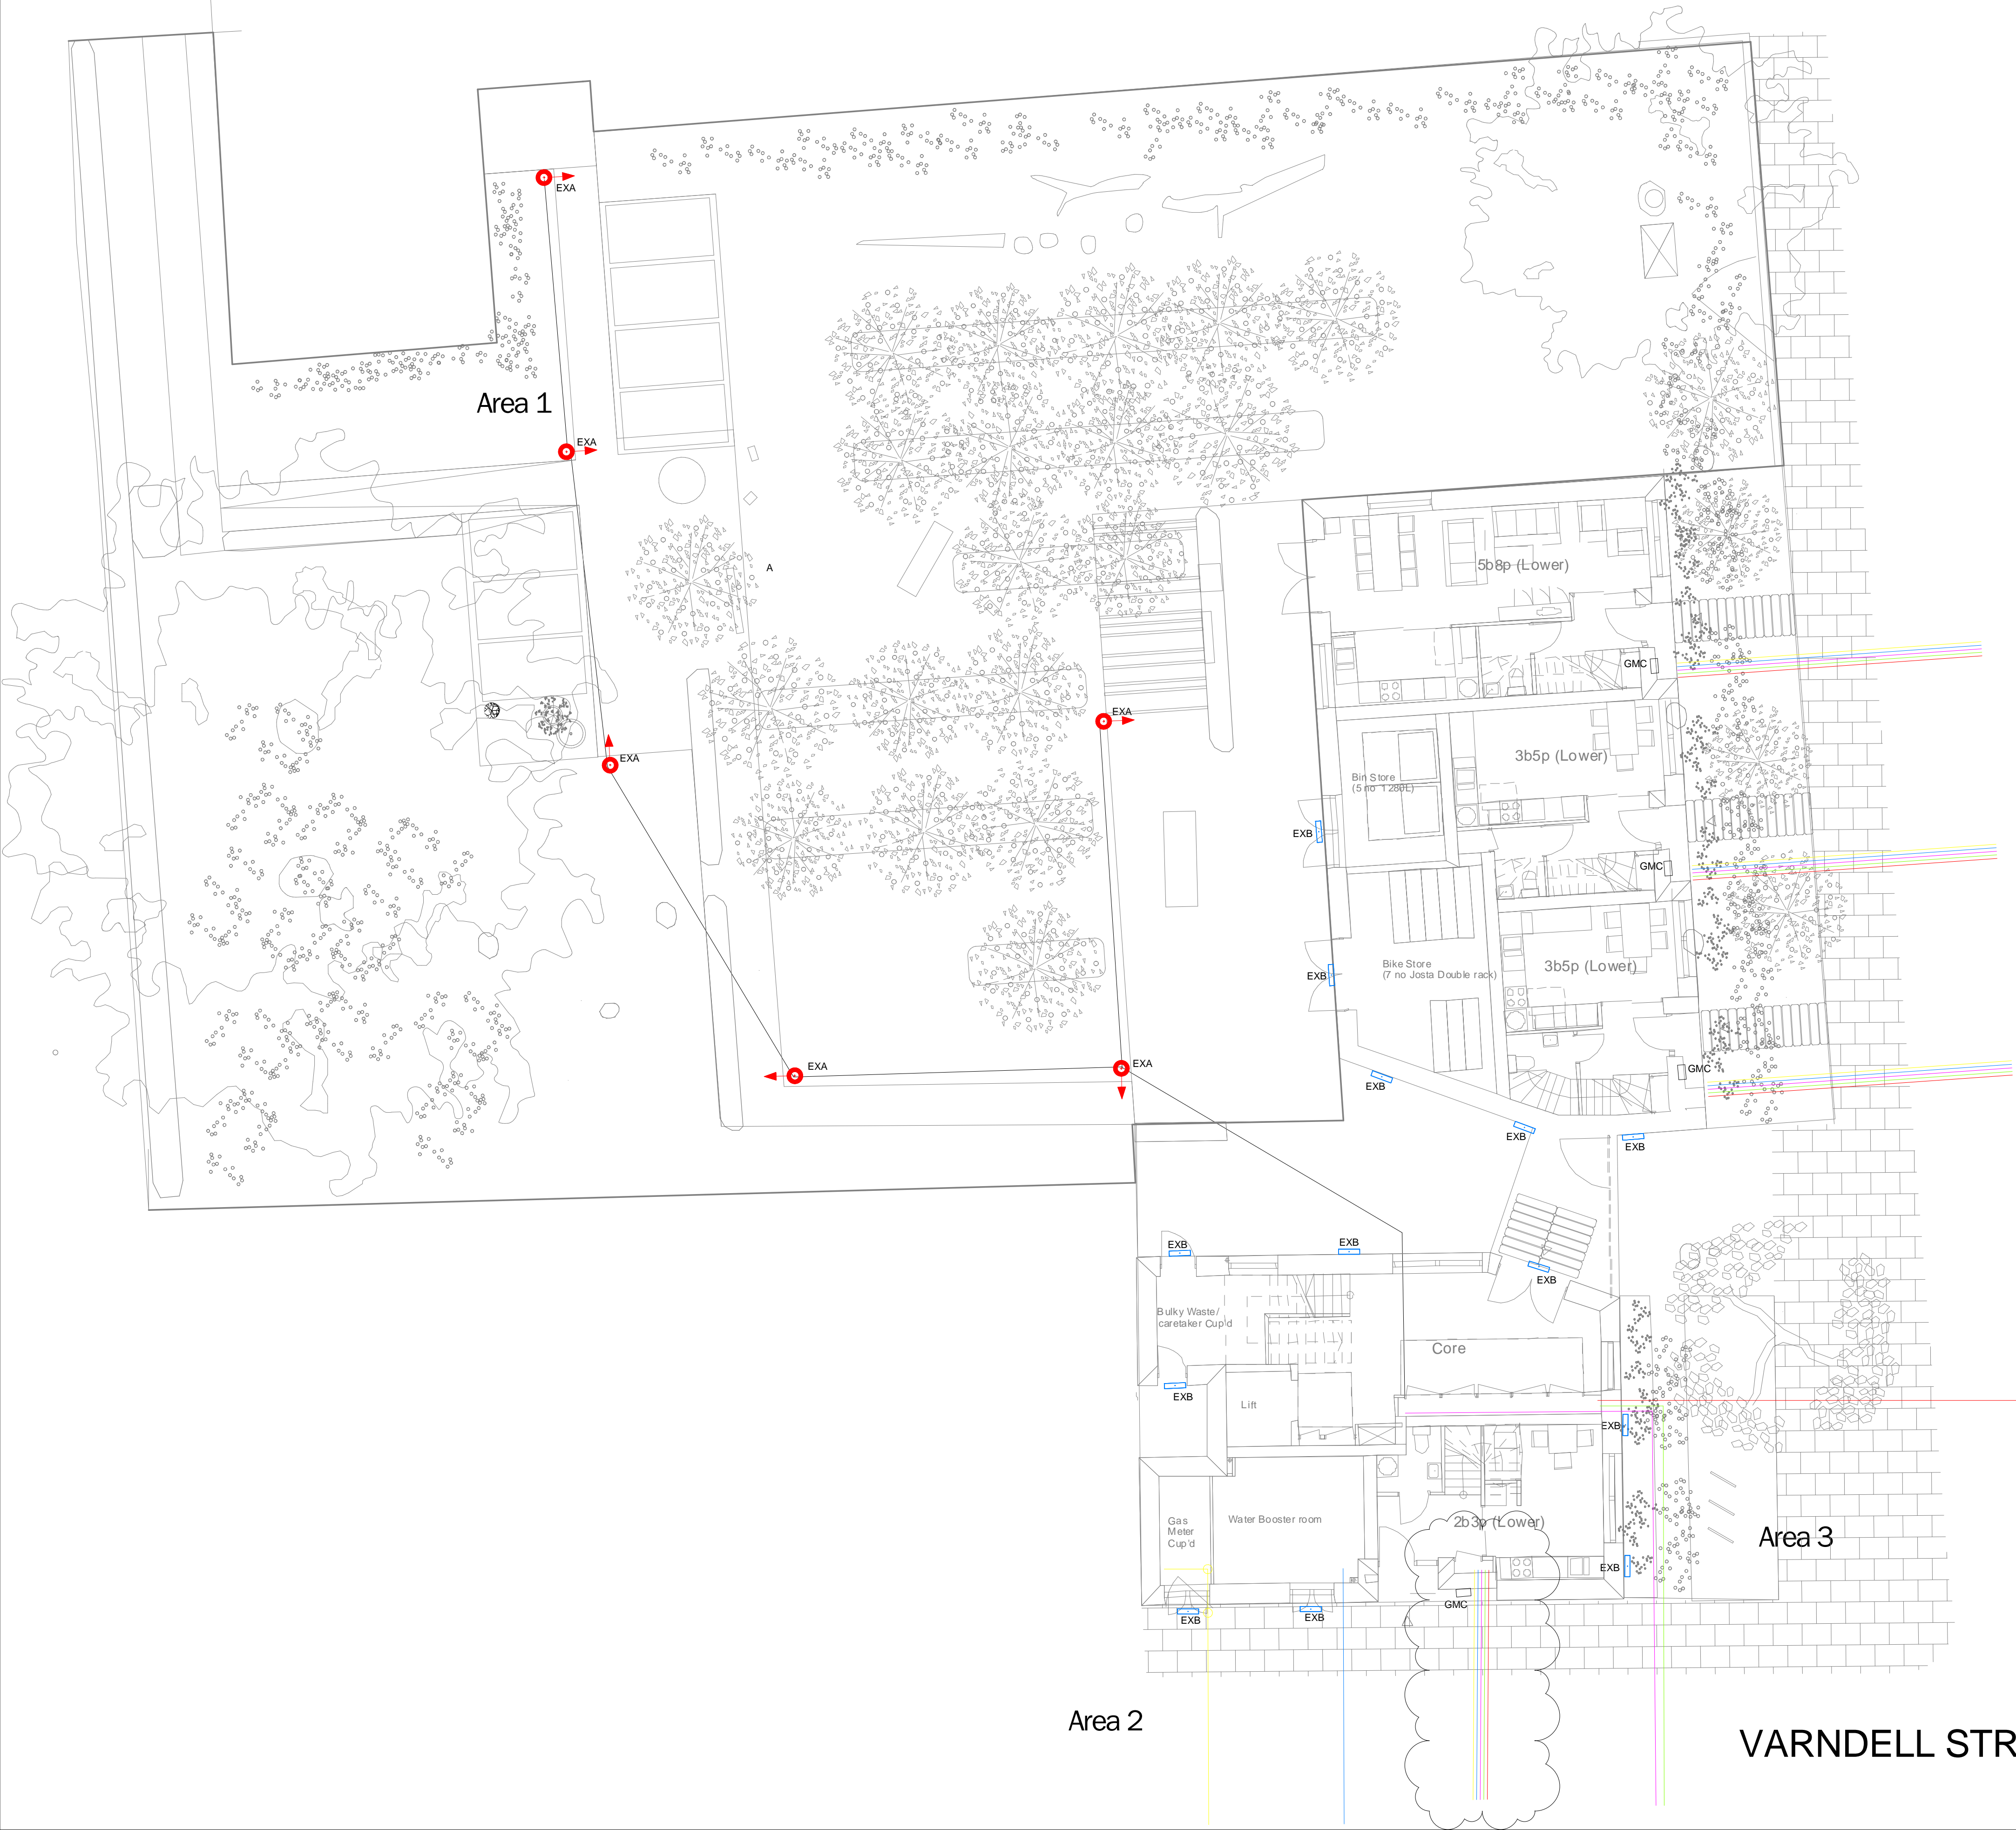 EXA
Area 1
EXA
A
5b8p (Lower)
GMC
EXA
3b5p (Lower)
EXA
Bin Store
(5 no 1280L)
EXB
GMC
Bike Store
(7 no Josta Double rack)
3b5p (Lower)
EXB
EXA
EXA
GMC
EXB
EXB
EXB
EXB
EXB
EXB
Bulky Waste/
caretaker Cup'd
Core
EXB
Lift
EXB
Gas
Meter
Cup'd
Water Booster room
2b3p (Lower)
Area 3
EXB
GMC
EXB
EXB
Area 2
VARNDELL STR